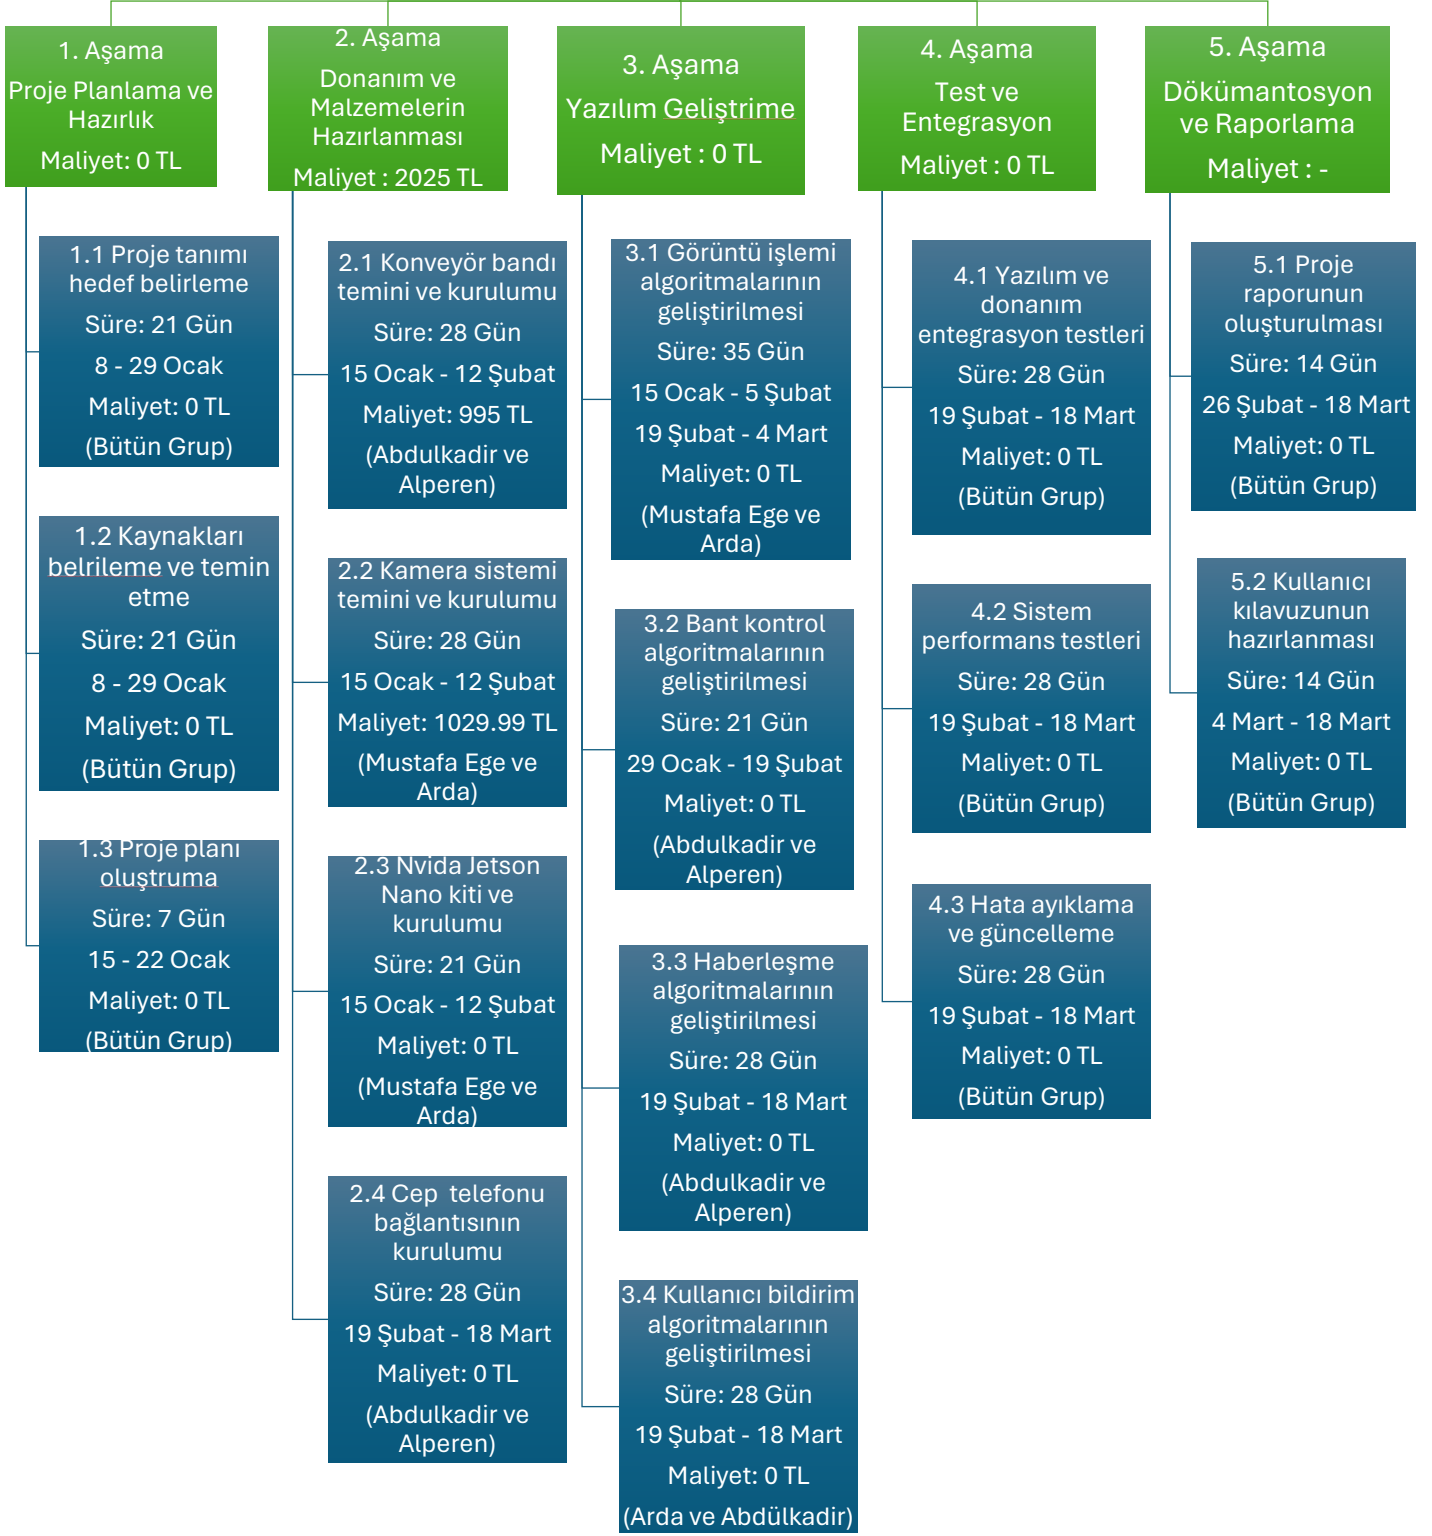 1. Aşama
Proje Planlama ve
Hazırlık
Maliyet: 0 TL
1.1 Proje tanımı
hedef belirleme
Süre: 21 Gün
8 - 29 Ocak
Maliyet: 0 TL
(Bütün Grup)
1.2 Kaynakları
belrileme ve temin
etme
Süre: 21 Gün
8 - 29 Ocak
Maliyet: 0 TL
(Bütün Grup)
1.3 Proje planı
oluştruma
Süre: 7 Gün
15 - 22 Ocak
Maliyet: 0 TL
(Bütün Grup)
2. Aşama
Donanım ve
Malzemelerin
Hazırlanması
Maliyet : 2025 TL
2.1 Konveyör bandı
temini ve kurulumu
Süre: 28 Gün
15 Ocak - 12 Şubat
Maliyet: 995 TL
(Abdulkadir ve
Alperen)
2.2 Kamera sistemi
temini ve kurulumu
Süre: 28 Gün
15 Ocak - 12 Şubat
Maliyet: 1029.99 TL
(Mustafa Ege ve
Arda)
2.3 Nvida Jetson
Nano kiti ve
kurulumu
Süre: 21 Gün
15 Ocak - 12 Şubat
Maliyet: 0 TL
(Mustafa Ege ve
Arda)
2.4 Cep  telefonu
bağlantısının
kurulumu
Süre: 28 Gün
19 Şubat - 18 Mart
Maliyet: 0 TL
(Abdulkadir ve
Alperen)
3. Aşama
Yazılım Geliştrime
Maliyet : 0 TL
3.1 Görüntü işlemi
algoritmalarının
geliştirilmesi
Süre: 35 Gün
15 Ocak - 5 Şubat
19 Şubat - 4 Mart
Maliyet: 0 TL
(Mustafa Ege ve
Arda)
3.2 Bant kontrol
algoritmalarının
geliştirilmesi
Süre: 21 Gün
29 Ocak - 19 Şubat
Maliyet: 0 TL
(Abdulkadir ve
Alperen)
3.3 Haberleşme
algoritmalarının
geliştirilmesi
Süre: 28 Gün
19 Şubat - 18 Mart
Maliyet: 0 TL
(Abdulkadir ve
Alperen)
3.4 Kullanıcı bildirim
algoritmalarının
geliştirilmesi
Süre: 28 Gün
19 Şubat - 18 Mart
Maliyet: 0 TL
(Arda ve Abdülkadir)
4. Aşama
Test ve
Entegrasyon
Maliyet : 0 TL
4.1 Yazılım ve
donanım
entegrasyon testleri
Süre: 28 Gün
19 Şubat - 18 Mart
Maliyet: 0 TL
(Bütün Grup)
4.2 Sistem
performans testleri
Süre: 28 Gün
19 Şubat - 18 Mart
Maliyet: 0 TL
(Bütün Grup)
4.3 Hata ayıklama
ve güncelleme
Süre: 28 Gün
19 Şubat - 18 Mart
Maliyet: 0 TL
(Bütün Grup)
5. Aşama
Dökümantosyon
ve Raporlama
Maliyet : -
5.1 Proje
raporunun
oluşturulması
Süre: 14 Gün
26 Şubat - 18 Mart
Maliyet: 0 TL
(Bütün Grup)
5.2 Kullanıcı
kılavuzunun
hazırlanması
Süre: 14 Gün
4 Mart - 18 Mart
Maliyet: 0 TL
(Bütün Grup)